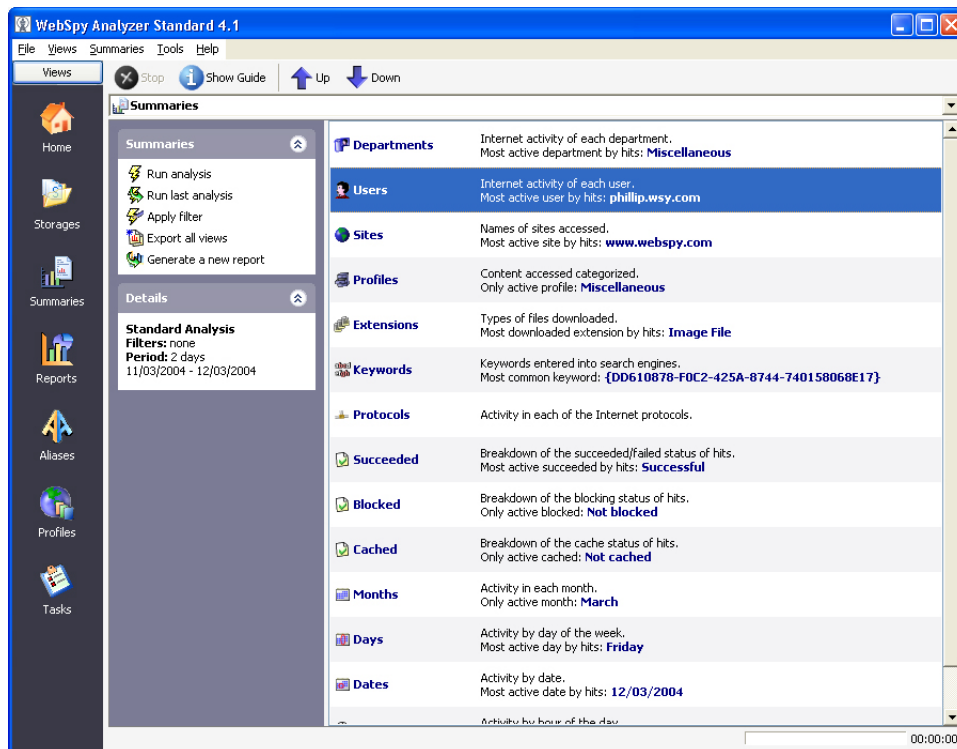 WebSpy Analyzer Standard 4.1
File Views Summaries Tools Help
Views
Stop Show Guide Up Down
Summaries
Home
Storages
Summaries
Reports
Aliases
Profiles
Tasks
Summaries
Run analysis
Run last analysis
Apply filter
Export all views
Generate a new report
Details
Standard Analysis
Filters: none
Period: 2 days
11/03/2004 - 12/03/2004
Departments
Internet activity of each department.
Most active department by hits: Miscellaneous
Users
Internet activity of each user.
Most active user by hits: phillip.wsy.com
Sites
Names of sites accessed.
Most active site by hits: www.webspy.com
Profiles
Content accessed categorized.
Only active profile: Miscellaneous
Extensions
Types of files downloaded.
Most downloaded extension by hits: Image File
Keywords
Keywords entered into search engines.
Most common keyword: {DD610878-F0C2-425A-8744-740158068E17}
Protocols
Activity in each of the Internet protocols.
Succeeded
Breakdown of the succeeded/failed status of hits.
Most active succeeded by hits: Successful
Blocked
Breakdown of the blocking status of hits.
Only active blocked: Not blocked
Cached
Breakdown of the cache status of hits.
Only active cached: Not cached
Months
Activity in each month.
Only active month: March
Days
Activity by day of the week.
Most active day by hits: Friday
Dates
Activity by date.
Most active date by hits: 12/03/2004
Activity by hour of the day
00:00:00